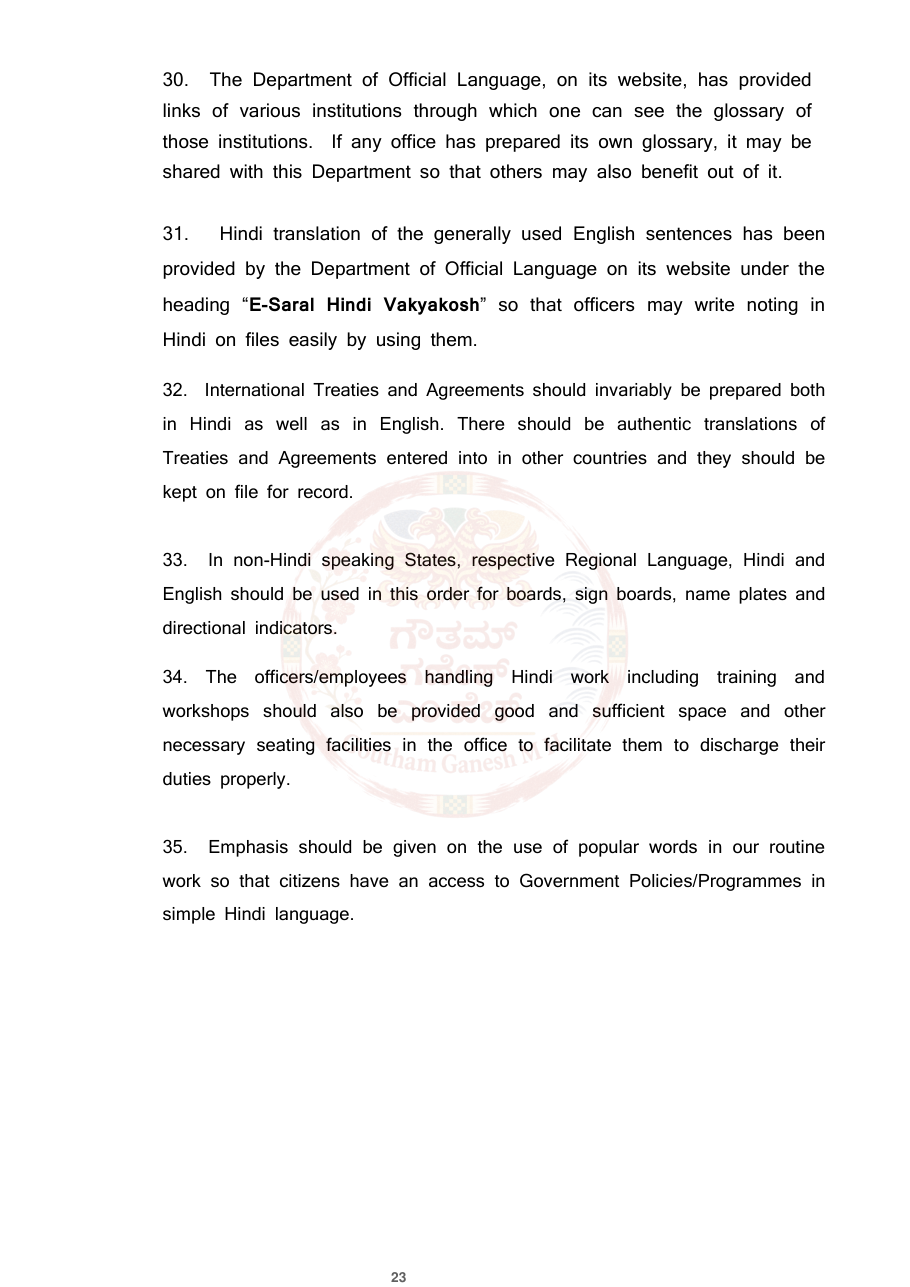 30. The Department of Official Language, on its website, has provided
links of various institutions through which one can see the glossary of
those institutions. If any office has prepared its own glossary, it may be
shared with this Department so that others may also benefit out of it.
31. Hindi translation of the generally used English sentences has been
provided by the Department of Official Language on its website under the
heading “E-Saral Hindi Vakyakosh” so that officers may write noting in
Hindi on files easily by using them.
32. International Treaties and Agreements should invariably be prepared both
in Hindi as well as in English. There should be authentic translations of
Treaties and Agreements entered into in other countries and they should be
kept on file for record.
33. In non-Hindi speaking States, respective Regional Language, Hindi and
English should be used in this order for boards, sign boards, name plates and
directional indicators.
ಗೌತಮ್
ಗಣೇಶ್
ಎಂಹೆಚ್
34. The officers/employees handling Hindi work including training and
workshops should also be provided good and sufficient space and other
necessary seating facilities in the office to facilitate them to discharge their
duties properly.
Goutham Ganesh M H
35. Emphasis should be given on the use of popular words in our routine
work so that citizens have an access to Government Policies/Programmes in
simple Hindi language.
23